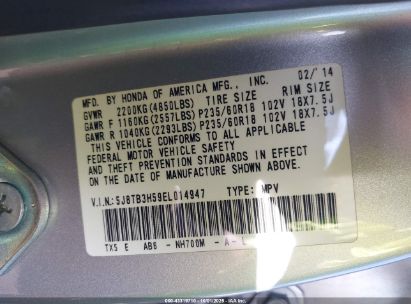 MFD. BY HONDA OF AMERICA MFG., INC. 02/'14
GVWR 2200KG(4850LBS) TIRE SIZE RIM SIZE
GAWR F 1160KG(2557LBS) P235/60R18 102V 18X7.5J
GAWR R 1040KG(2293LBS) P235/60R18 102V 18X7.5J
THIS VEHICLE CONFORMS TO ALL APPLICABLE
FEDERAL MOTOR VEHICLE SAFETY
AND THEFT PREVENTION STANDARDS IN EFFECT ON
THE DATE OF MANUFACTURE SHOWN ABOVE.
V.I.N.:5J8TB3H59EL014947 TYPE: MPV
TX5 E AB6 -NH700M -A-